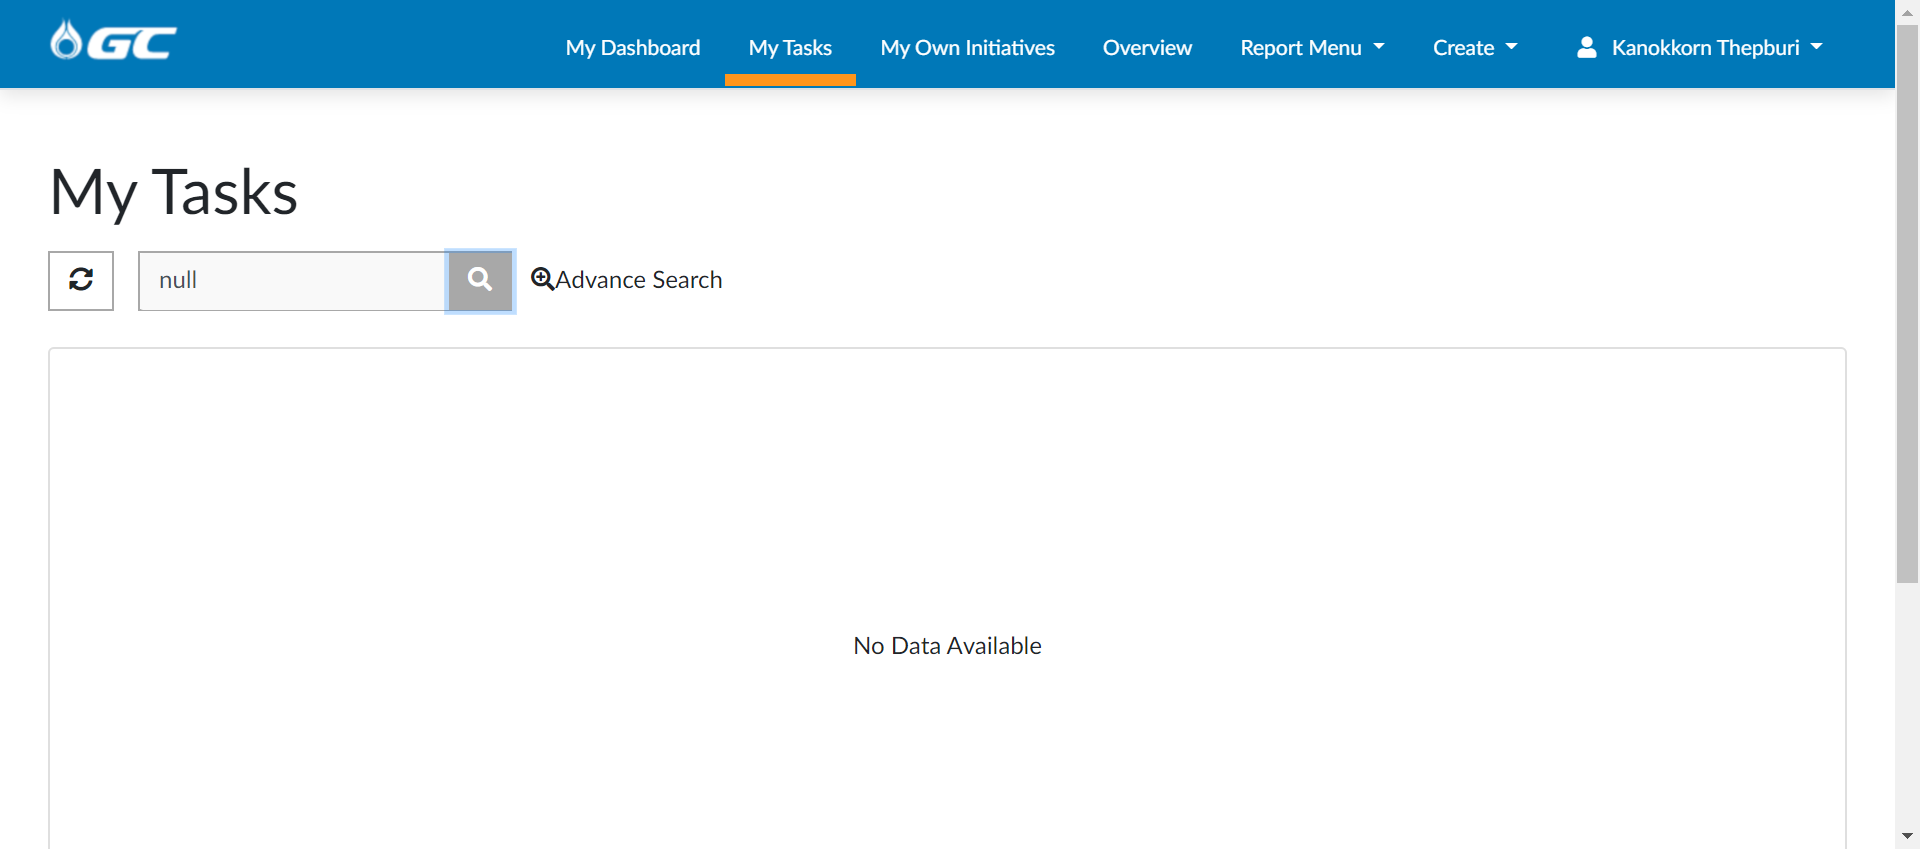 GC
My Dashboard My Tasks My Own Initiatives Overview Report Menu Create Kanokkorn Thepburi
My Tasks
null Advance Search
No Data Available